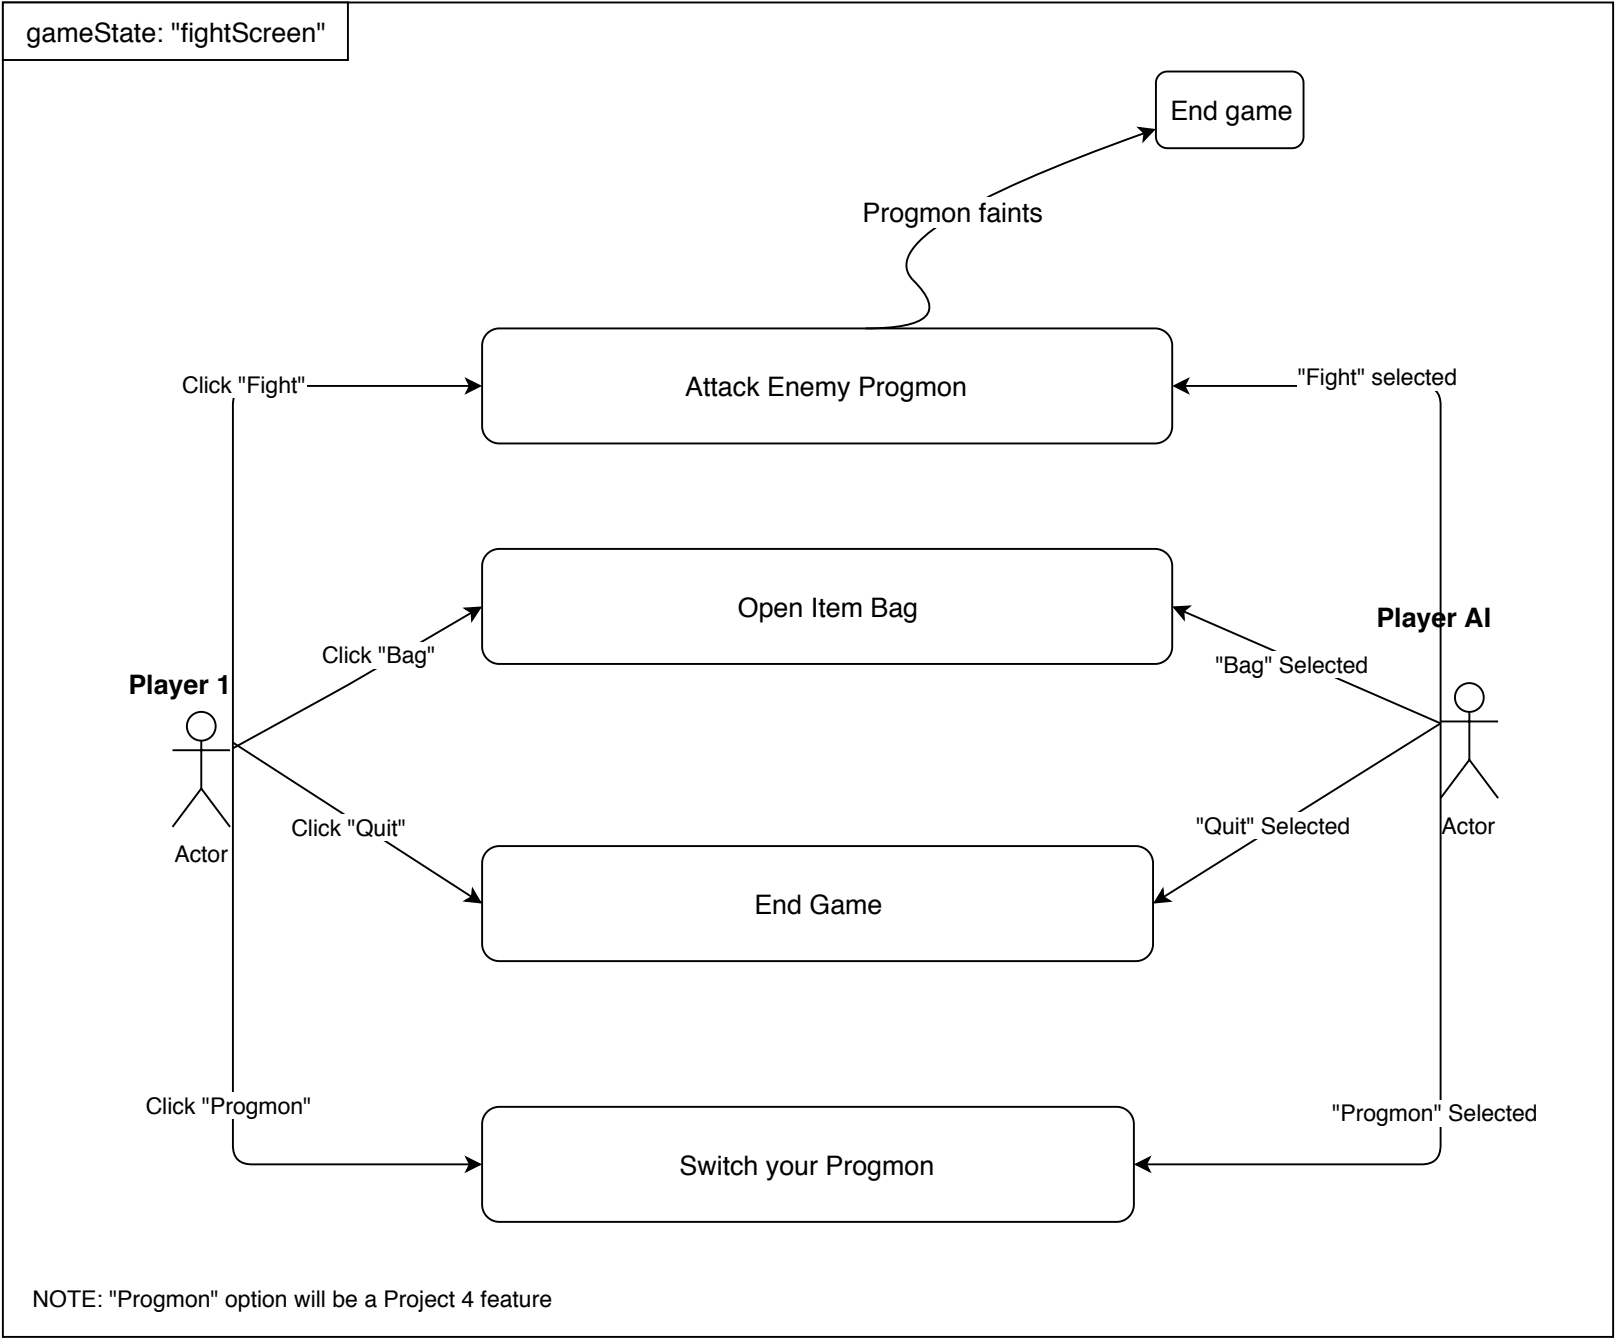 gameState: "fightScreen"
End game
Progmon faints
Click "Fight"
Attack Enemy Progmon
"Fight" selected
Open Item Bag
Player AI
Click "Bag"
"Bag" Selected
Player 1
Click "Quit"
"Quit" Selected
Actor
Actor
End Game
Click "Progmon"
"Progmon" Selected
Switch your Progmon
NOTE: "Progmon" option will be a Project 4 feature